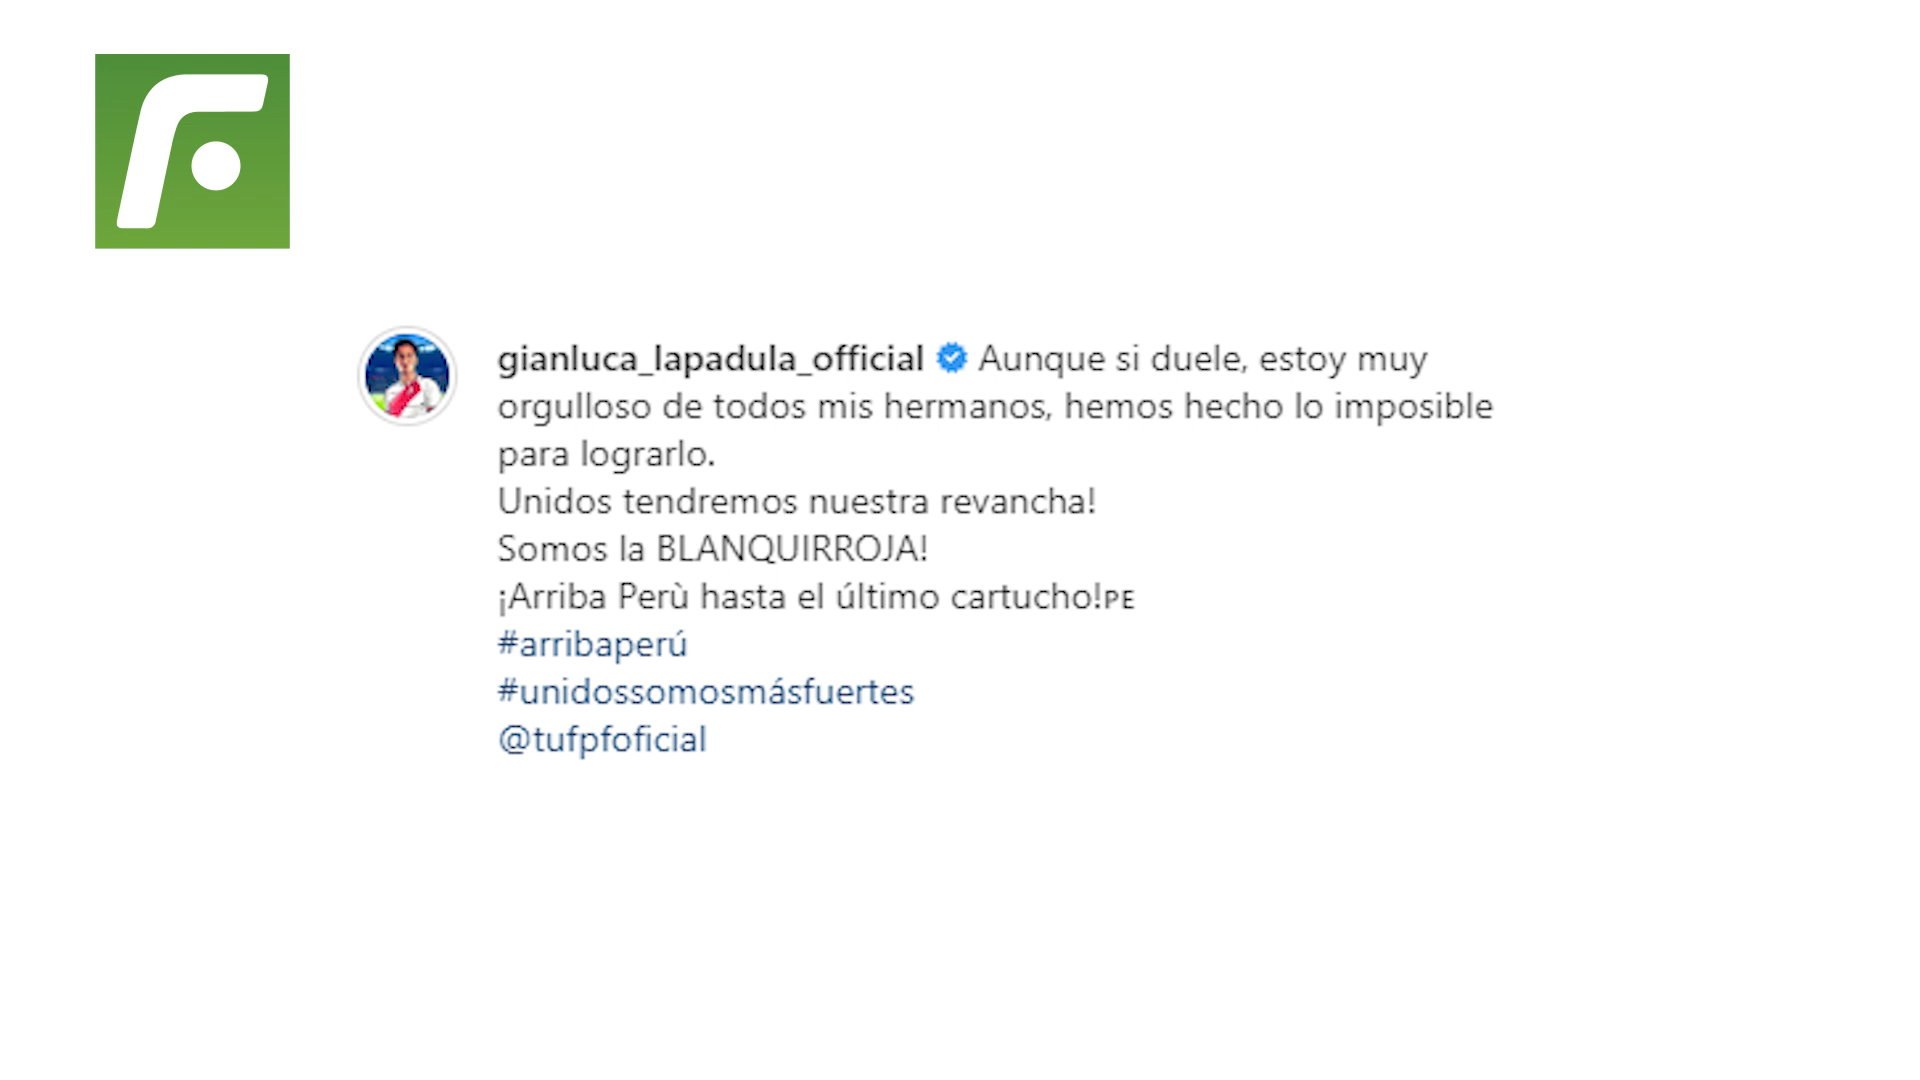 gianluca_lapadula_official Aunque si duele, estoy muy
orgulloso de todos mis hermanos, hemos hecho lo imposible
para lograrlo.
Unidos tendremos nuestra revancha!
Somos la BLANQUIRROJA!
¡Arriba Perù hasta el último cartucho!PE
#arribaperú
#unidossomosmásfuertes
@tufpfoficial